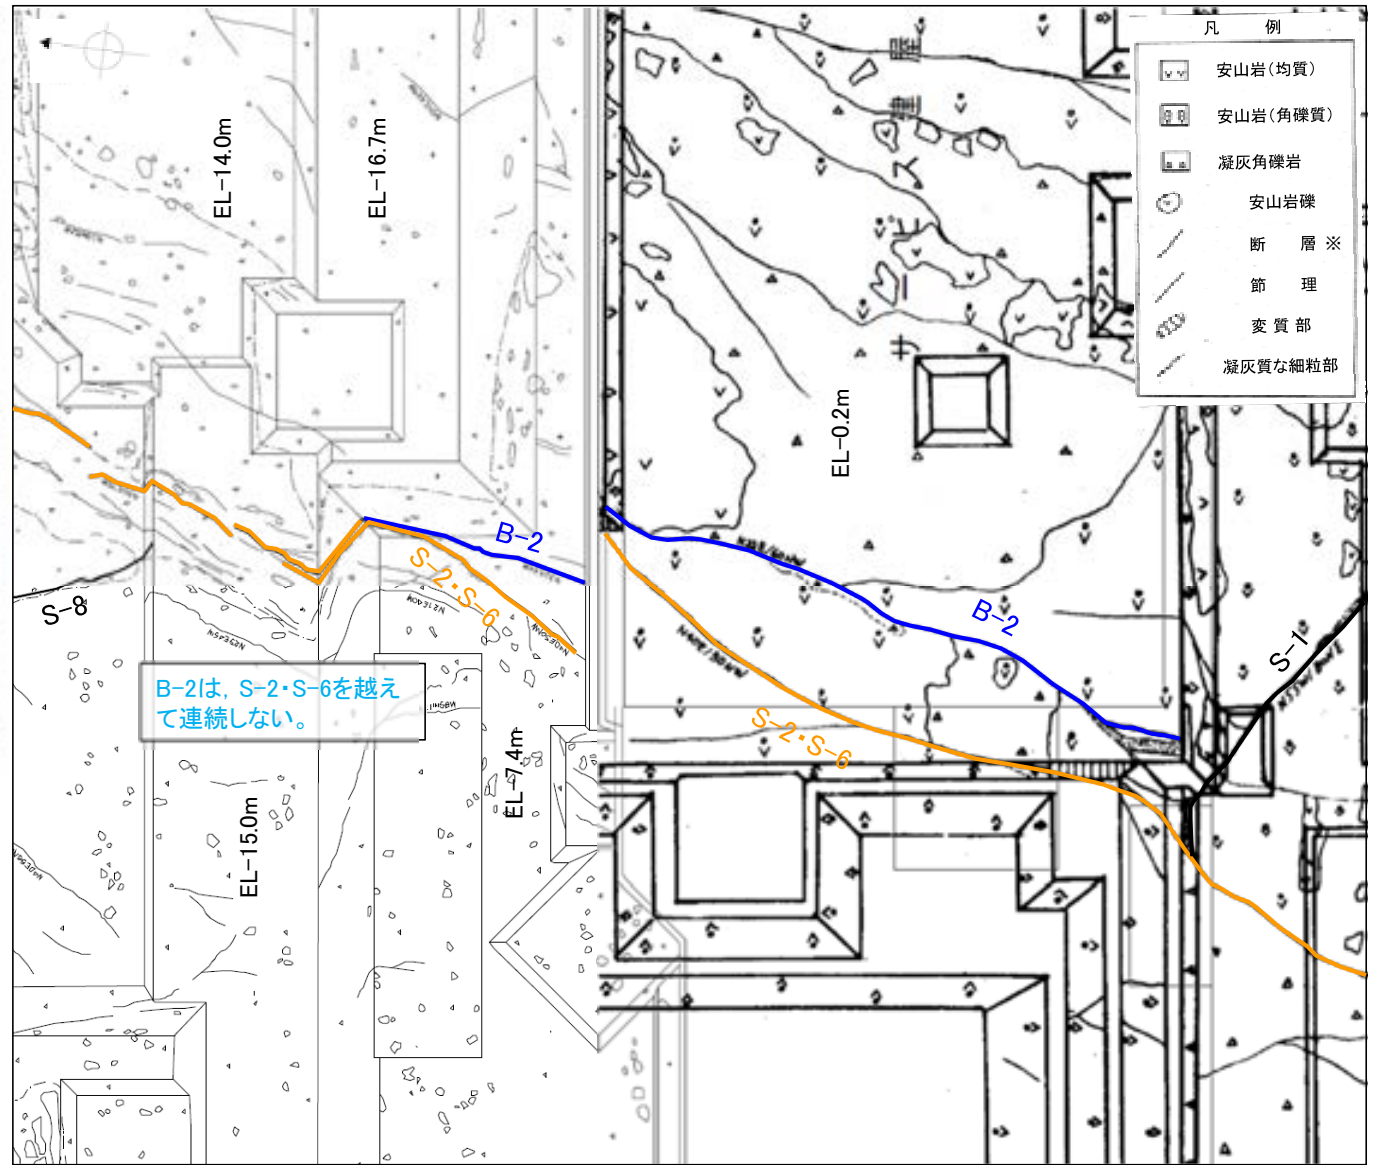 凡 例
安山岩(均質)
安山岩(角礫質)
凝灰角礫岩
安山岩礫
断 層 ※
節 理
変 質 部
凝灰質な細粒部
EL-14.0m
EL-16.7m
EL-0.2m
B-2
S-2・S-6
S-8
B-2
S-1
B-2は，S-2・S-6を越え
て連続しない。
S-2・S-6
EL-7.4m
EL-15.0m